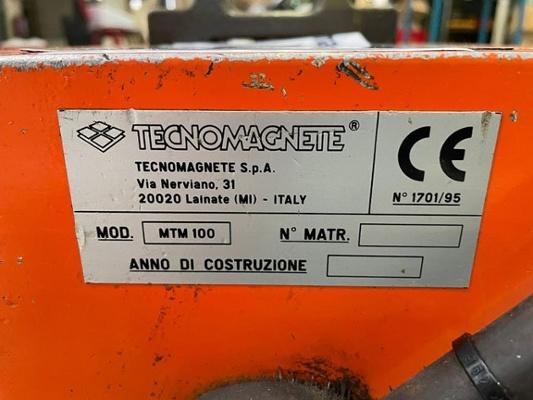 TECNOMAGNETE®
TECNOMAGNETE S.p.A.
Via Nerviano, 31
20020 Lainate (MI) - ITALY
CE
N° 1701/95
MOD. MTM 100 N° MATR.
ANNO DI COSTRUZIONE